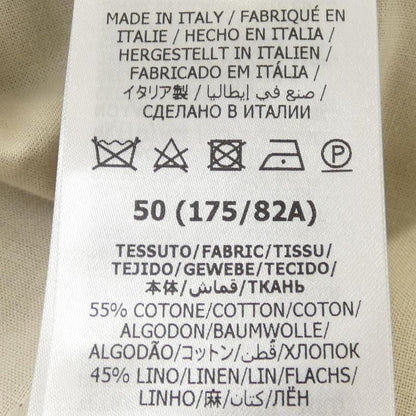 MADE IN ITALY / FABRIQUÉ EN
ITALIE / HECHO EN ITALIA /
HERGESTELLT IN ITALIEN /
FABRICADO EM ITÁLIA /
イタリア製 / صنع في إيطاليا /
СДЕЛАНО В ИТАЛИИ
P
50 (175/82A)
TESSUTO/FABRIC/TISSU/
TEJIDO/GEWEBE/TECIDO/
本体/قماش/ТКАНЬ
55% COTONE/COTTON/COTON/
ALGODON/BAUMWOLLE/
ALGODÃO/コットン/قُطن/ХЛОПОК
45% LINO/LINEN/LIN/FLACHS/
LINHO/麻/كتان/ЛЁН